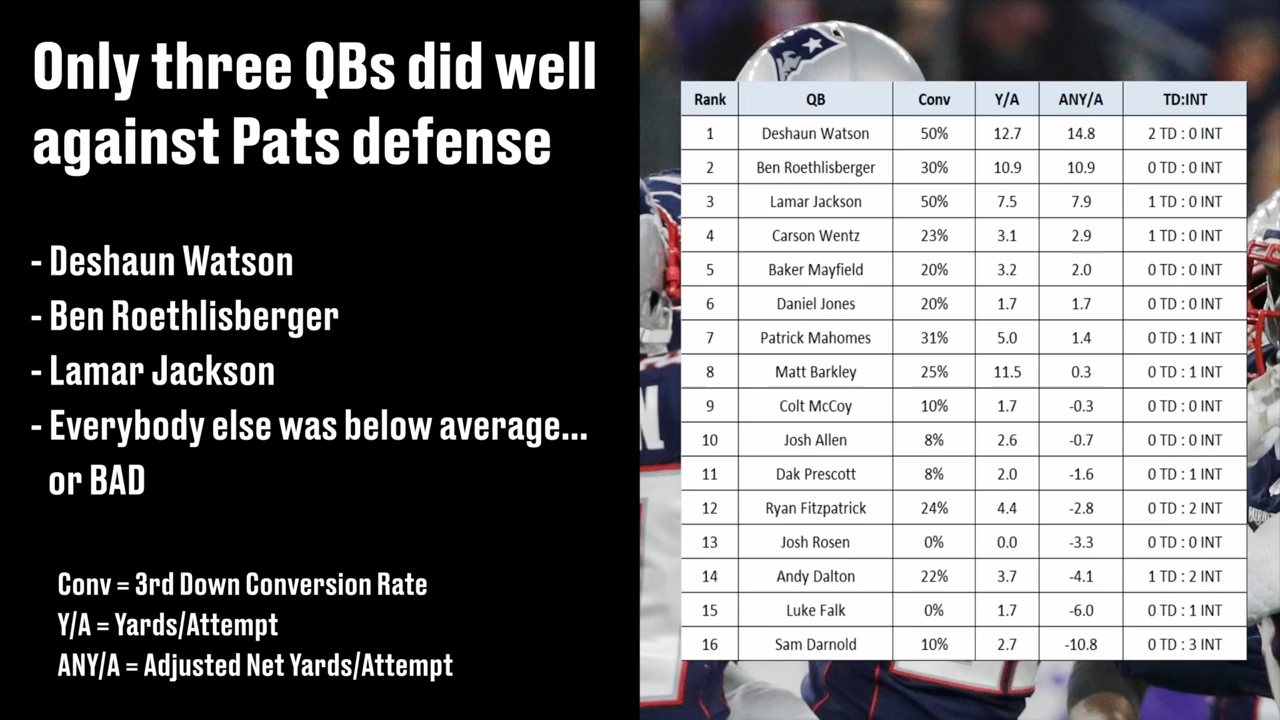 Only three QBs did well
against Pats defense
- Deshaun Watson
- Ben Roethlisberger
- Lamar Jackson
- Everybody else was below average...
or BAD
Conv = 3rd Down Conversion Rate
Y/A = Yards/Attempt
ANY/A = Adjusted Net Yards/Attempt
Rank QB Conv Y/A ANY/A TD:INT
1 Deshaun Watson 50% 12.7 14.8 2 TD : 0 INT
2 Ben Roethlisberger 30% 10.9 10.9 0 TD : 0 INT
3 Lamar Jackson 50% 7.5 7.9 1 TD : 0 INT
4 Carson Wentz 23% 3.1 2.9 1 TD : 0 INT
5 Baker Mayfield 20% 3.2 2.0 0 TD : 0 INT
6 Daniel Jones 20% 1.7 1.7 0 TD : 0 INT
7 Patrick Mahomes 31% 5.0 1.4 0 TD : 1 INT
8 Matt Barkley 25% 11.5 0.3 0 TD : 1 INT
9 Colt McCoy 10% 1.7 -0.3 0 TD : 0 INT
10 Josh Allen 8% 2.6 -0.7 0 TD : 0 INT
11 Dak Prescott 8% 2.0 -1.6 0 TD : 1 INT
12 Ryan Fitzpatrick 24% 4.4 -2.8 0 TD : 2 INT
13 Josh Rosen 0% 0.0 -3.3 0 TD : 0 INT
14 Andy Dalton 22% 3.7 -4.1 1 TD : 2 INT
15 Luke Falk 0% 1.7 -6.0 0 TD : 1 INT
16 Sam Darnold 10% 2.7 -10.8 0 TD : 3 INT